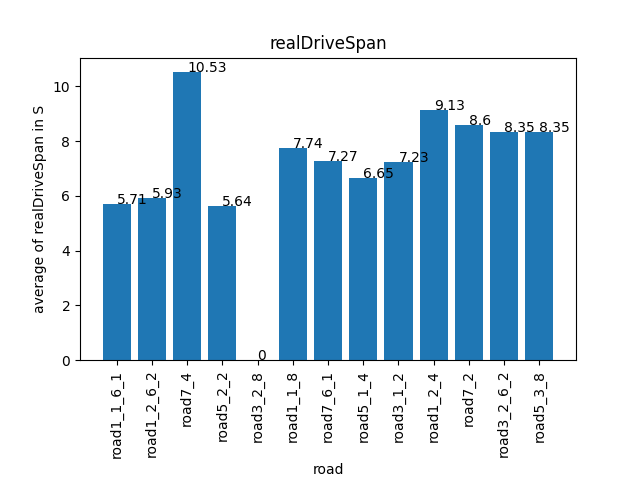 realDriveSpan
average of realDriveSpan in S
10
8
6
4
2
0
5.71
5.93
10.53
5.64
0
7.74
7.27
6.65
7.23
9.13
8.6
8.35
8.35
road1_1_6_1
road1_2_6_2
road7_4
road5_2_2
road3_2_8
road1_1_8
road7_6_1
road5_1_4
road3_1_2
road1_2_4
road7_2
road3_2_6_2
road5_3_8
road